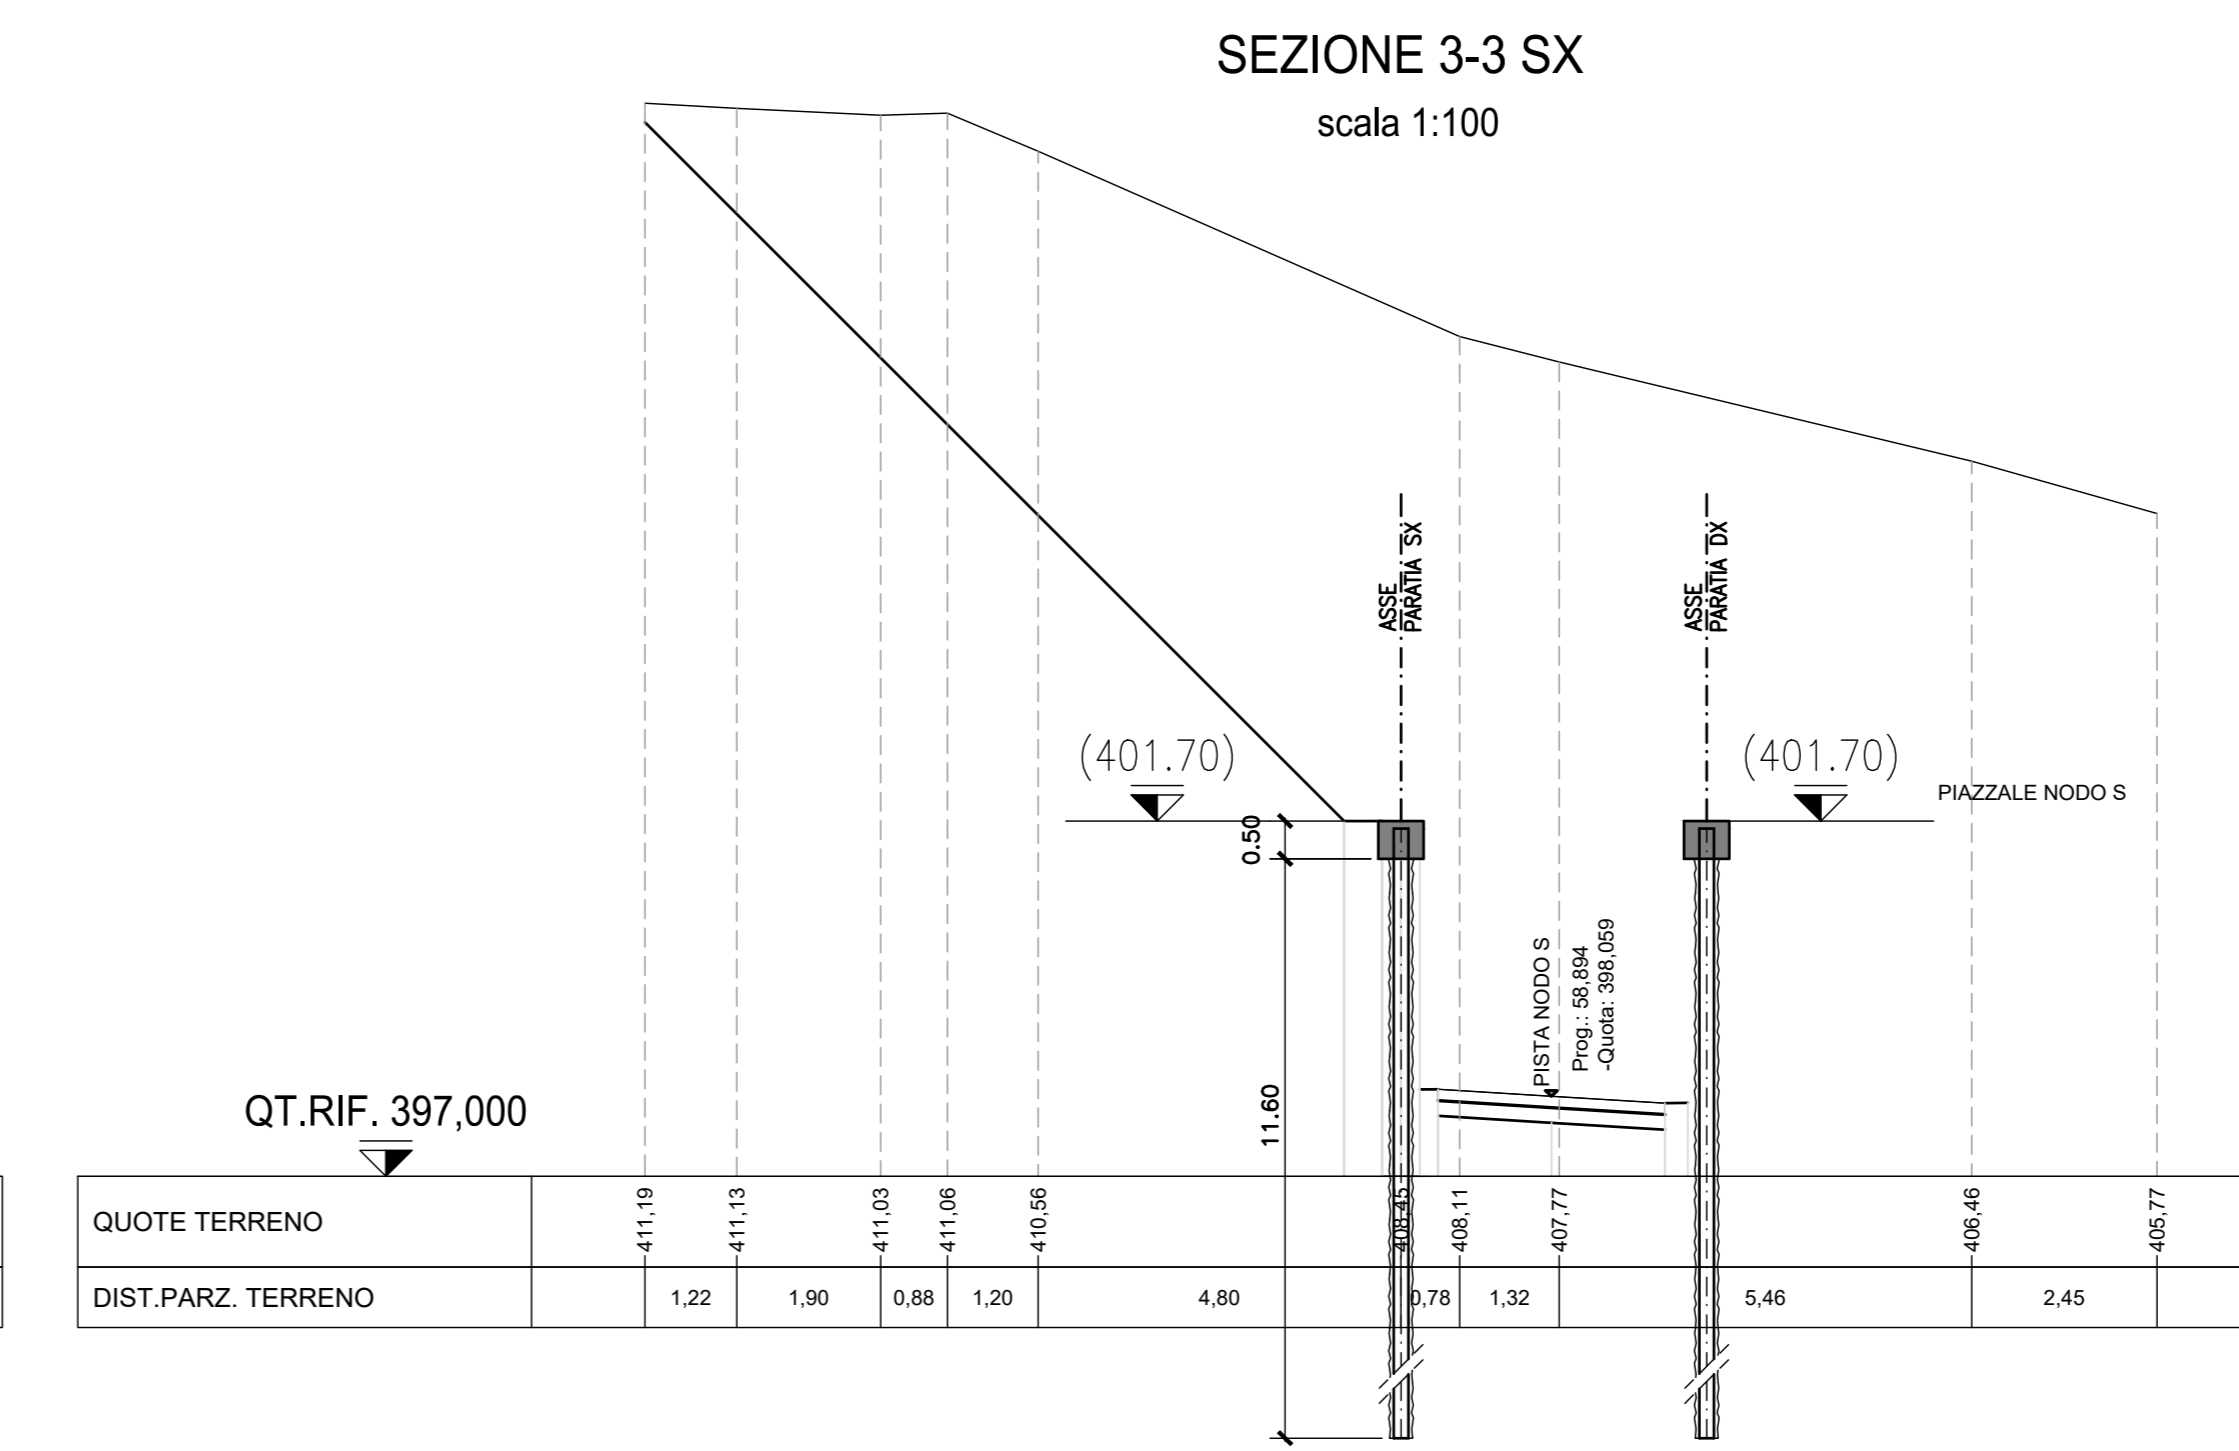 SEZIONE 3-3 SX
scala 1:100
ASSE
PARATIA SX
ASSE
PARATIA DX
(401.70)
(401.70)
PIAZZALE NODO S
0.50
11.60
PISTA NODO S
Prog.: 58,894
-Quota: 398,059
QT.RIF. 397,000
QUOTE TERRENO
411,19
411,13
411,03
411,06
410,56
408,45
408,11
407,77
406,46
405,77
DIST.PARZ. TERRENO
1,22
1,90
0,88
1,20
4,80
0,78
1,32
5,46
2,45